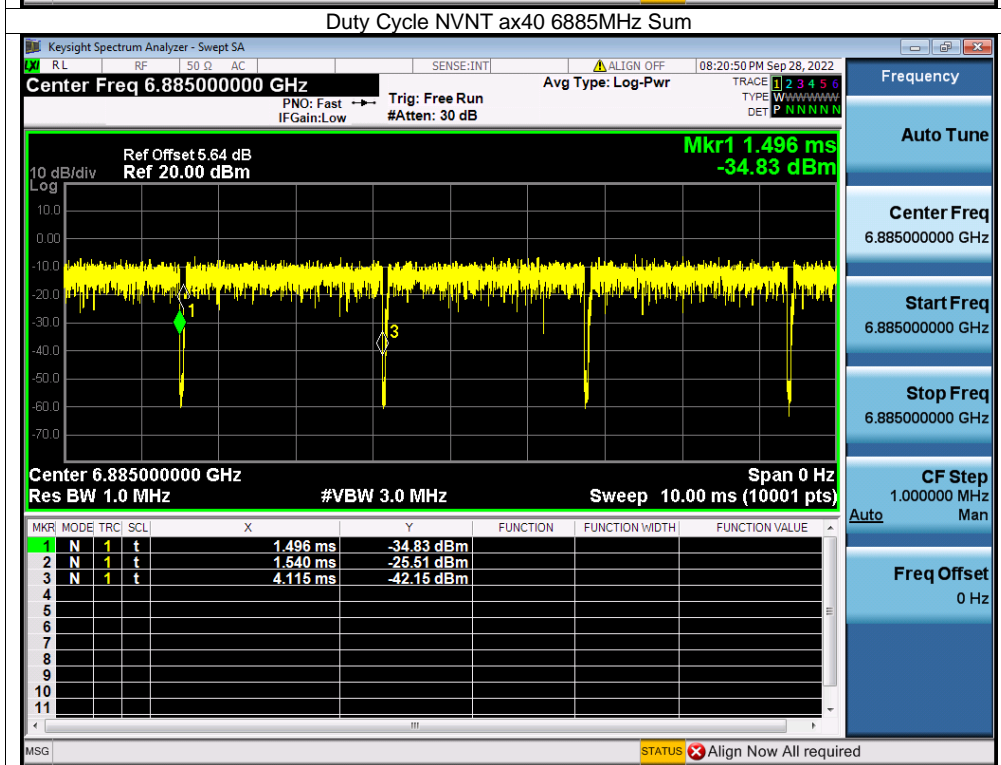 Duty Cycle NVNT ax40 6885MHz Sum
Keysight Spectrum Analyzer - Swept SA
LXI RL RF 50 Ω AC SENSE:INT ALIGN OFF 08:20:50 PM Sep 28, 2022
Center Freq 6.885000000 GHz
PNO: Fast
IFGain:Low
Trig: Free Run
#Atten: 30 dB
Avg Type: Log-Pwr
TRACE 1 2 3 4 5 6
TYPE WWWWWW
DET P N N N N N
Frequency
Auto Tune
Center Freq
6.885000000 GHz
Start Freq
6.885000000 GHz
Stop Freq
6.885000000 GHz
CF Step
1.000000 MHz
Auto Man
Freq Offset
0 Hz
Mkr1 1.496 ms
-34.83 dBm
Ref Offset 5.64 dB
10 dB/div Ref 20.00 dBm
Log
10.0
0.00
-10.0
-20.0
-30.0
-40.0
-50.0
-60.0
-70.0
1
3
Center 6.885000000 GHz Span 0 Hz
Res BW 1.0 MHz #VBW 3.0 MHz Sweep 10.00 ms (10001 pts)
MKR MODE TRC SCL X Y FUNCTION FUNCTION WIDTH FUNCTION VALUE
1 N 1 t 1.496 ms -34.83 dBm
2 N 1 t 1.540 ms -25.51 dBm
3 N 1 t 4.115 ms -42.15 dBm
4
5
6
7
8
9
10
11
MSG STATUS Align Now All required